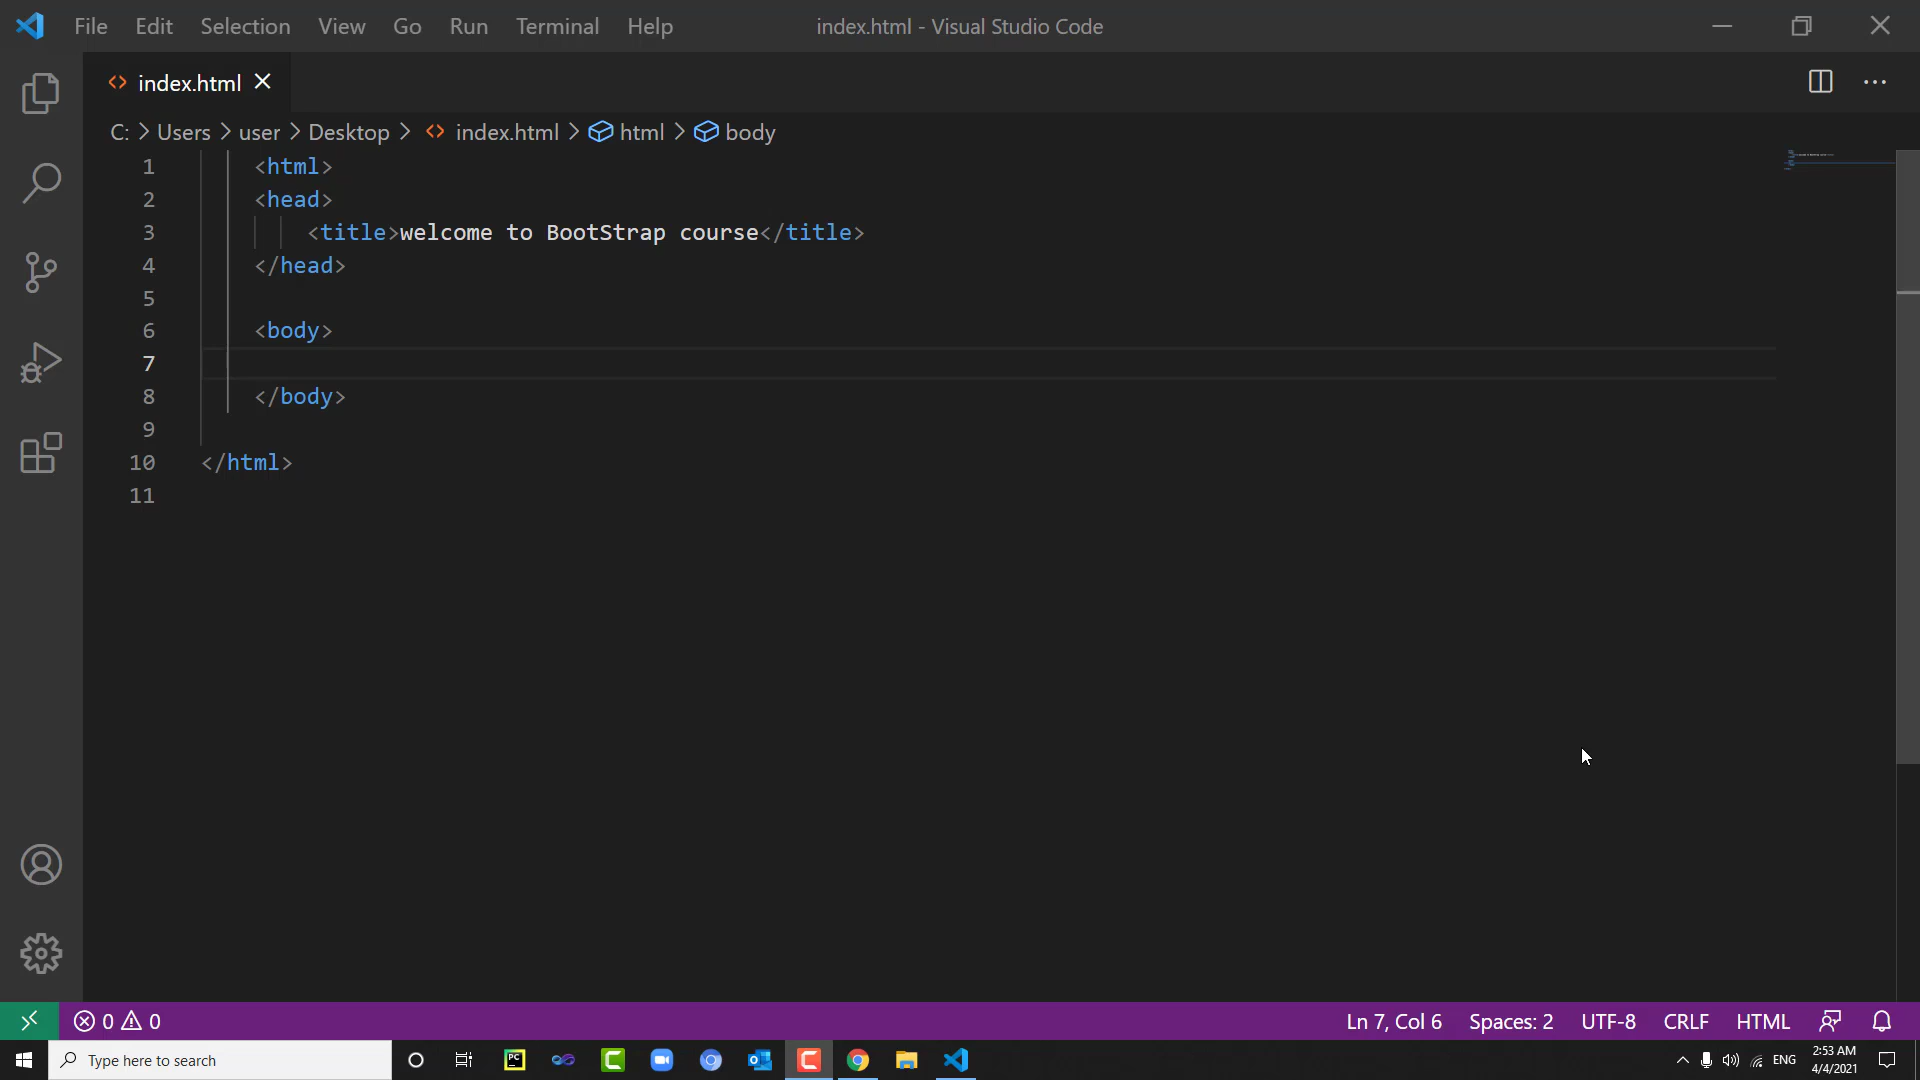 File Edit Selection View Go Run Terminal Help index.html - Visual Studio Code
index.html
C: > Users > user > Desktop > index.html > html > body
1 <html>
2 <head>
3 <title>welcome to BootStrap course</title>
4 </head>
5
6 <body>
7
8 </body>
9
10 </html>
11
0 0 Ln 7, Col 6 Spaces: 2 UTF-8 CRLF HTML
Type here to search PC ENG 2:53 AM
4/4/2021